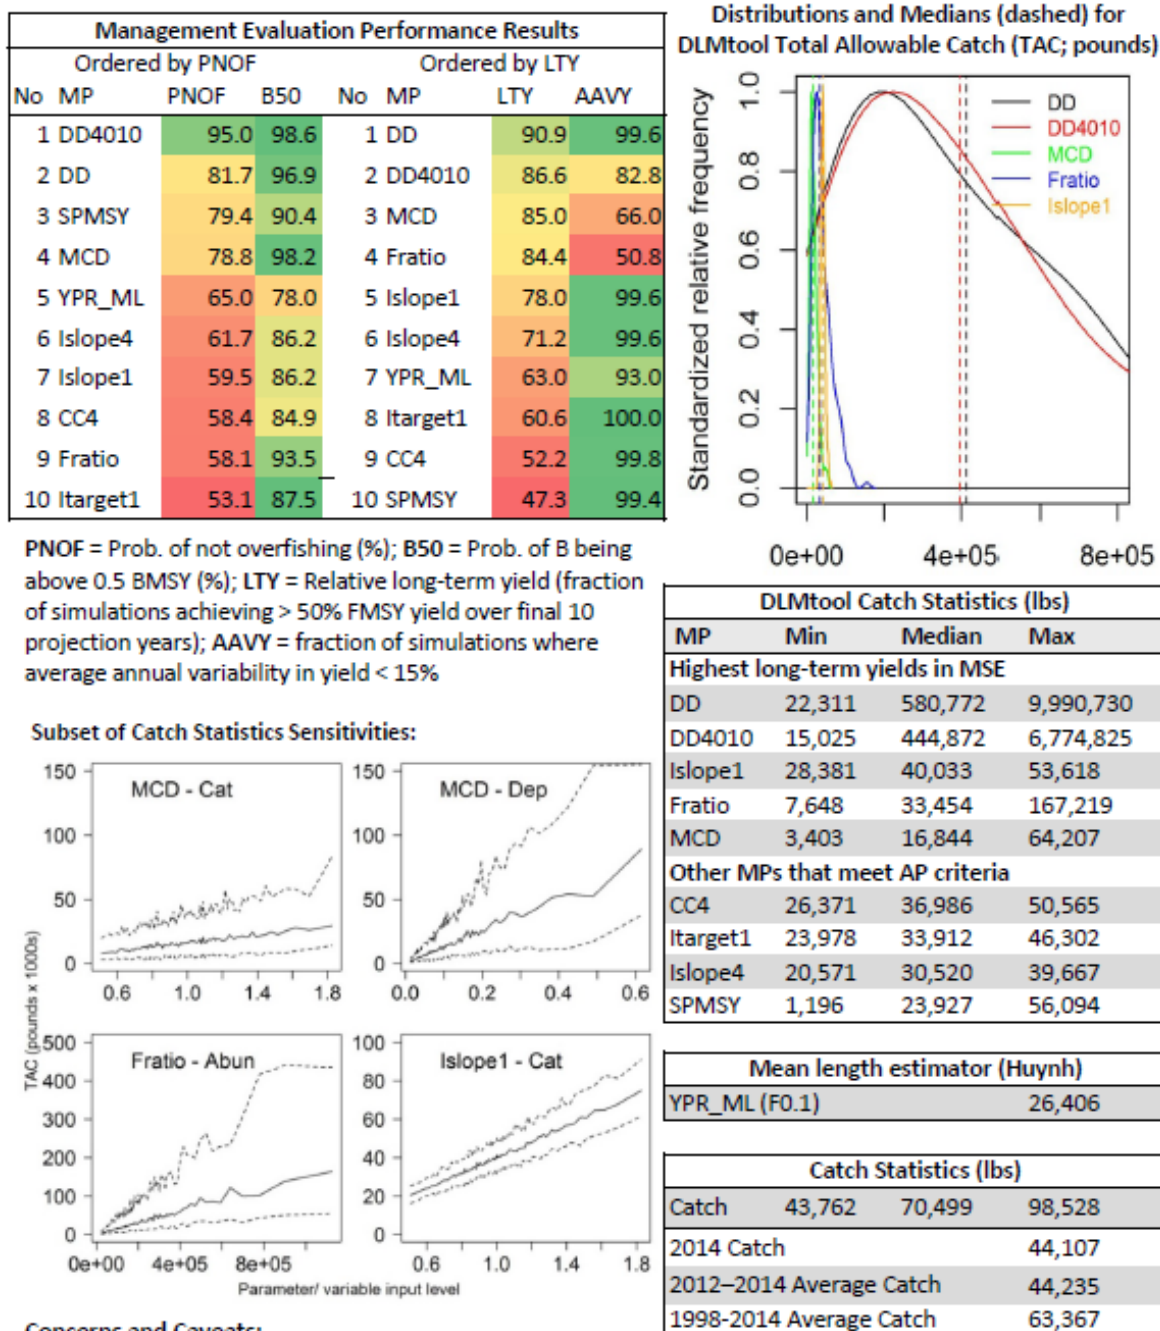 Management Evaluation Performance Results
Ordered by PNOF Ordered by LTY
No MP PNOF B50 No MP LTY AAVY
1 DD4010 95.0 98.6 1 DD 90.9 99.6
2 DD 81.7 96.9 2 DD4010 86.6 82.8
3 SPMSY 79.4 90.4 3 MCD 85.0 66.0
4 MCD 78.8 98.2 4 Fratio 84.4 50.8
5 YPR_ML 65.0 78.0 5 Islope1 78.0 99.6
6 Islope4 61.7 86.2 6 Islope4 71.2 99.6
7 Islope1 59.5 86.2 7 YPR_ML 63.0 93.0
8 CC4 58.4 84.9 8 Itarget1 60.6 100.0
9 Fratio 58.1 93.5 9 CC4 52.2 99.8
10 Itarget1 53.1 87.5 10 SPMSY 47.3 99.4
PNOF = Prob. of not overfishing (%); B50 = Prob. of B being
above 0.5 BMSY (%); LTY = Relative long-term yield (fraction
of simulations achieving > 50% FMSY yield over final 10
projection years); AAVY = fraction of simulations where
average annual variability in yield < 15%
Distributions and Medians (dashed) for
DLMtool Total Allowable Catch (TAC; pounds)
Standardized relative frequency
1.0
0.8
0.6
0.4
0.2
0.0
DD
DD4010
MCD
Fratio
Islope1
0e+00 4e+05 8e+05
Subset of Catch Statistics Sensitivities:
TAC (pounds x 1000s)
MCD - Cat
150
100
50
0
0.6 1.0 1.4 1.8
MCD - Dep
150
100
50
0
0.0 0.2 0.4 0.6
Fratio - Abun
500
400
300
200
100
0
0e+00 4e+05 8e+05
Islope1 - Cat
100
80
60
40
20
0
0.6 1.0 1.4 1.8
Parameter/ variable input level
Concerns and Caveats:
DLMtool Catch Statistics (lbs)
MP Min Median Max
Highest long-term yields in MSE
DD 22,311 580,772 9,990,730
DD4010 15,025 444,872 6,774,825
Islope1 28,381 40,033 53,618
Fratio 7,648 33,454 167,219
MCD 3,403 16,844 64,207
Other MPs that meet AP criteria
CC4 26,371 36,986 50,565
Itarget1 23,978 33,912 46,302
Islope4 20,571 30,520 39,667
SPMSY 1,196 23,927 56,094
Mean length estimator (Huynh)
YPR_ML (F0.1) 26,406
Catch Statistics (lbs)
Catch 43,762 70,499 98,528
2014 Catch 44,107
2012–2014 Average Catch 44,235
1998-2014 Average Catch 63,367